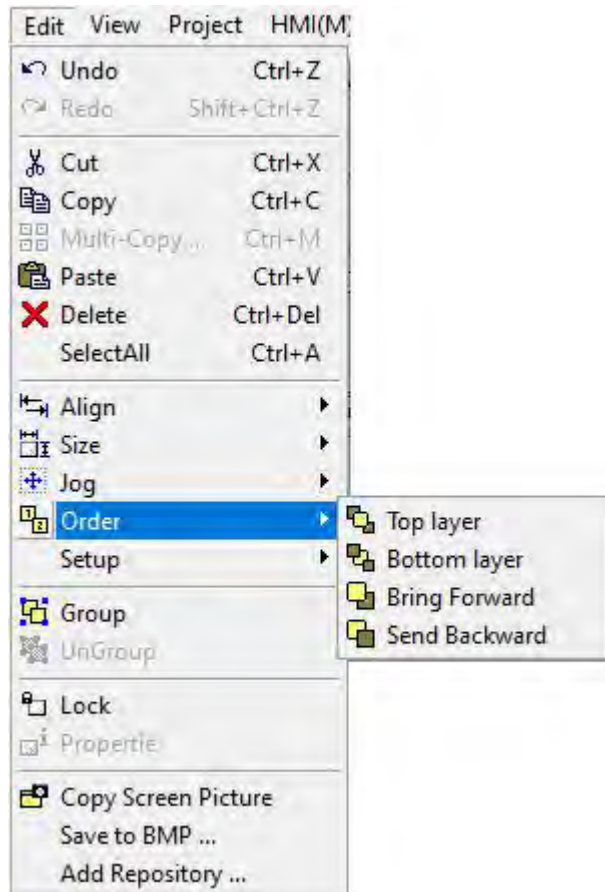 Edit View Project HMI(M)
Undo Ctrl+Z
Redo Shift+Ctrl+Z
Cut Ctrl+X
Copy Ctrl+C
Multi-Copy... Ctrl+M
Paste Ctrl+V
Delete Ctrl+Del
SelectAll Ctrl+A
Align
Size
Jog
Order
Top layer
Setup
Bottom layer
Bring Forward
Group
Send Backward
UnGroup
Lock
Propertie
Copy Screen Picture
Save to BMP ...
Add Repository ...